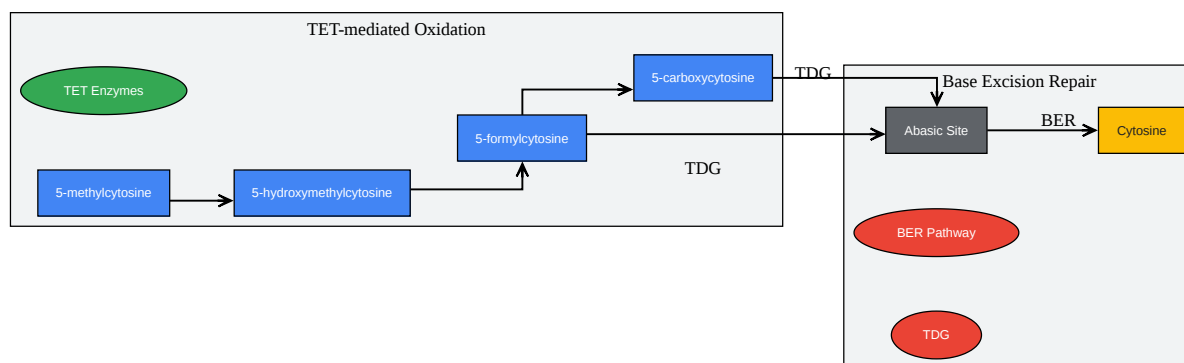 TET-mediated Oxidation
TET Enzymes
5-carboxycytosine
TDG
Base Excision Repair
5-formylcytosine
Abasic Site
BER
Cytosine
TDG
5-methylcytosine
5-hydroxymethylcytosine
BER Pathway
TDG